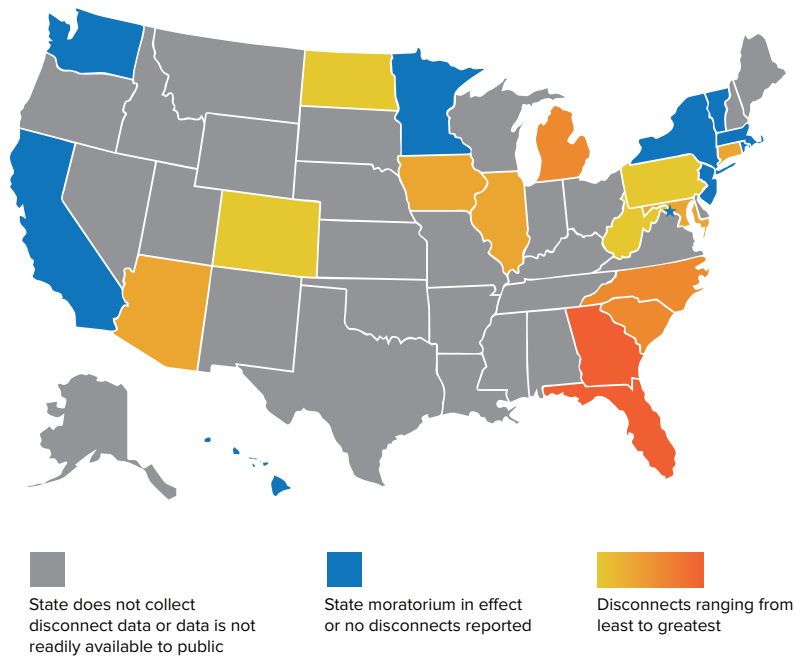 State does not collect
disconnect data or data is not
readily available to public
State moratorium in effect
or no disconnects reported
Disconnects ranging from
least to greatest